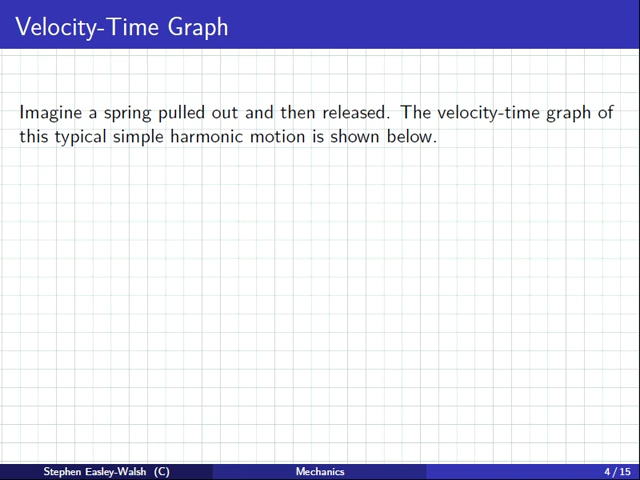 Velocity-Time Graph
Imagine a spring pulled out and then released. The velocity-time graph of
this typical simple harmonic motion is shown below.
Stephen Easley-Walsh (C)
Mechanics
4 / 15